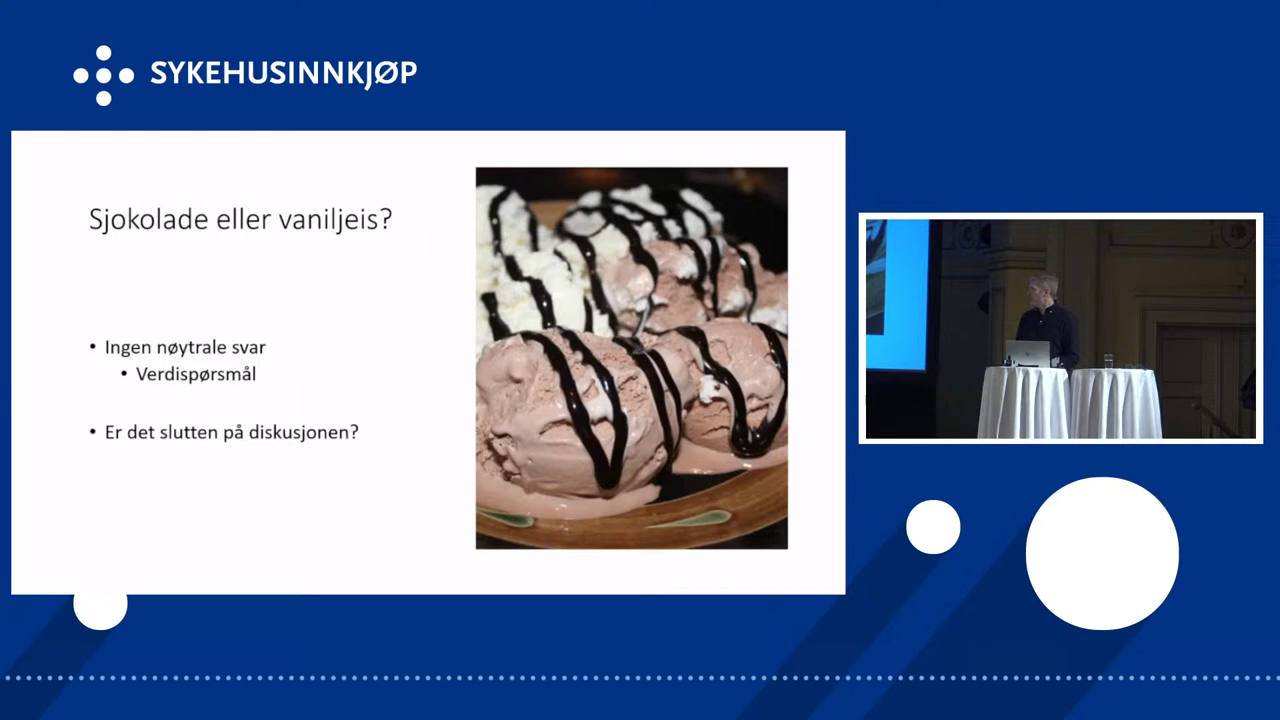 SYKEHUSINNKJØP
Sjokolade eller vaniljeis?
• Ingen nøytrale svar
• Verdispørsmål
• Er det slutten på diskusjonen?